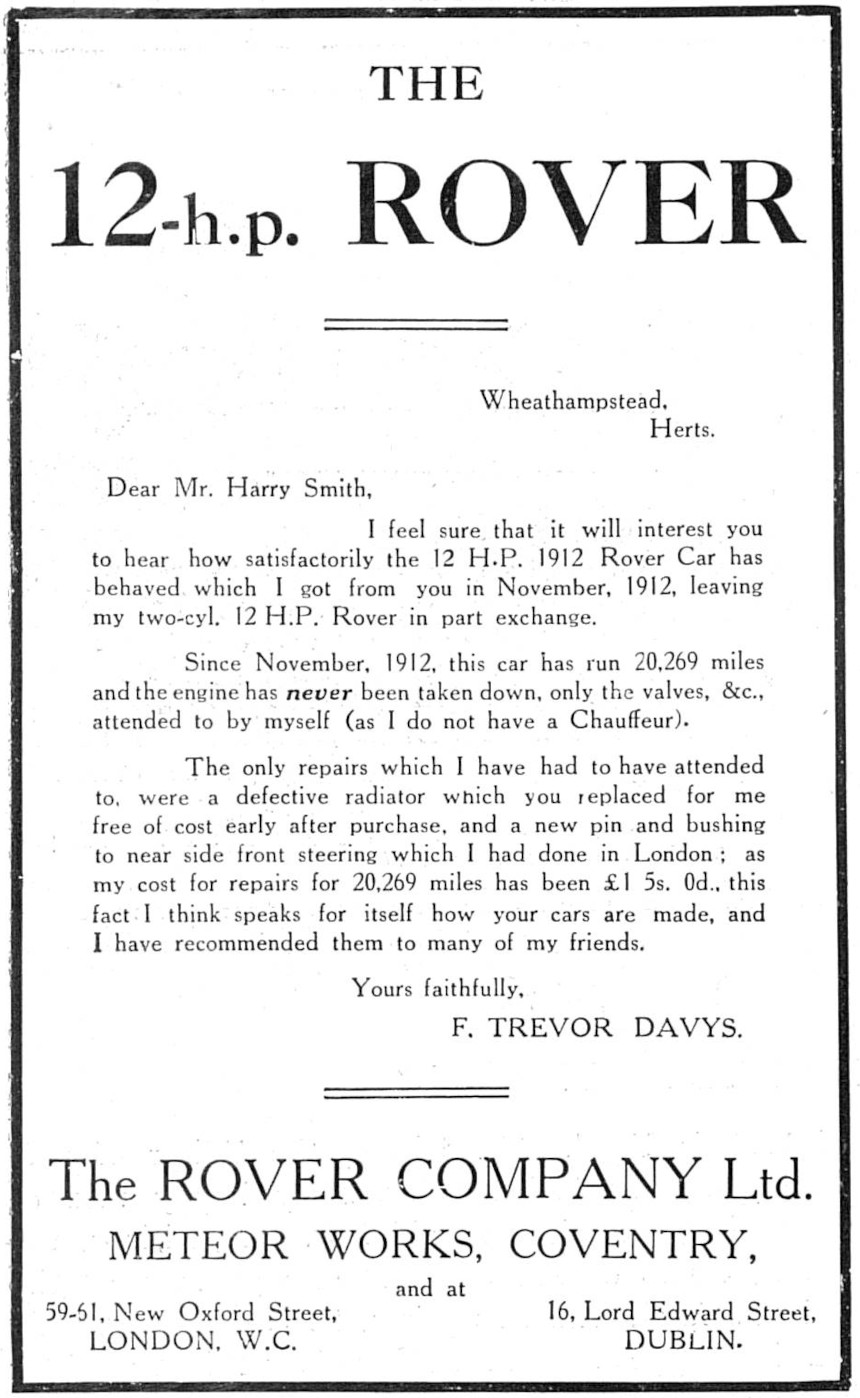 THE
12-h.p. ROVER
Wheathampstead,
Herts.
Dear Mr. Harry Smith,
I feel sure that it will interest you
to hear how satisfactorily the 12 H.P. 1912 Rover Car has
behaved which I got from you in November, 1912, leaving
my two-cyl. 12 H.P. Rover in part exchange.
Since November, 1912, this car has run 20,269 miles
and the engine has never been taken down, only the valves, &c.,
attended to by myself (as I do not have a Chauffeur).
The only repairs which I have had to have attended
to, were a defective radiator which you replaced for me
free of cost early after purchase, and a new pin and bushing
to near side front steering which I had done in London ; as
my cost for repairs for 20,269 miles has been £1 5s. 0d., this
fact I think speaks for itself how your cars are made, and
I have recommended them to many of my friends.
Yours faithfully,
F. TREVOR DAVYS.
The ROVER COMPANY Ltd.
METEOR WORKS, COVENTRY,
and at
59-61, New Oxford Street,
LONDON, W.C.
16, Lord Edward Street,
DUBLIN.